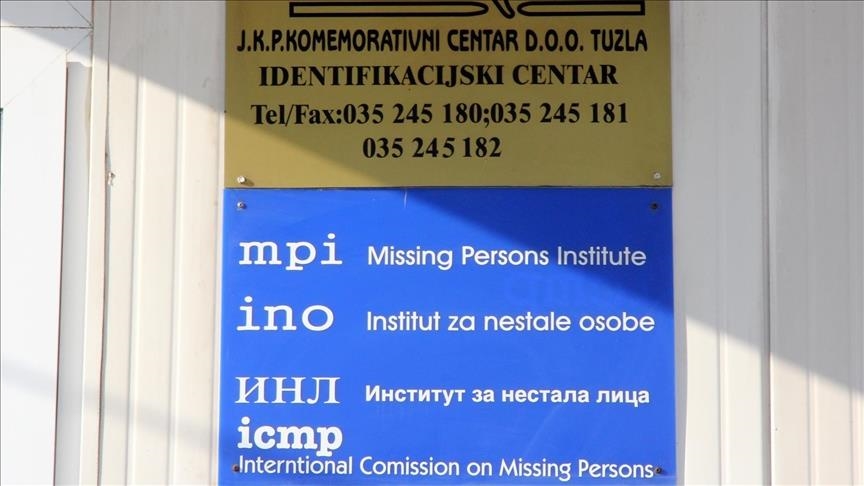 J.K.P.KOMEMORATIVNI CENTAR D.O.O. TUZLA
IDENTIFIKACIJSKI CENTAR
Tel/Fax:035 245 180;035 245 181
035 245 182
mpi Missing Persons Institute
ino Institut za nestale osobe
ИНЛ Институт за нестала лица
icmp
Interntional Comission on Missing Persons